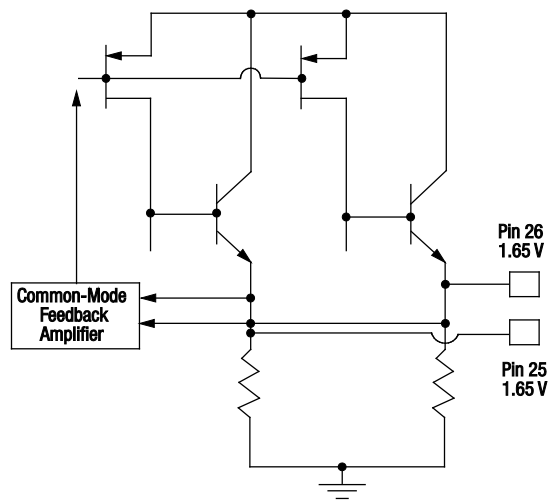 Pin 26
1.65 V
Common-Mode
Feedback
Amplifier
Pin 25
1.65 V